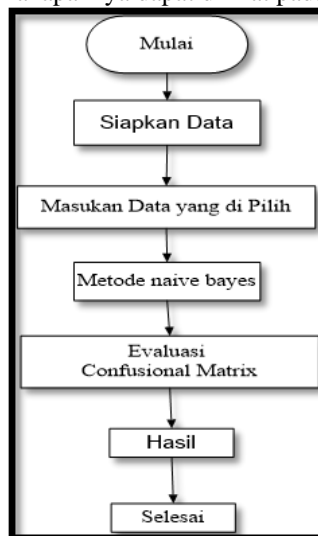 Mulai
Siapkan Data
Masukan Data yang di Pilih
Metode naive bayes
Evaluasi
Confusional Matrix
Hasil
Selesai